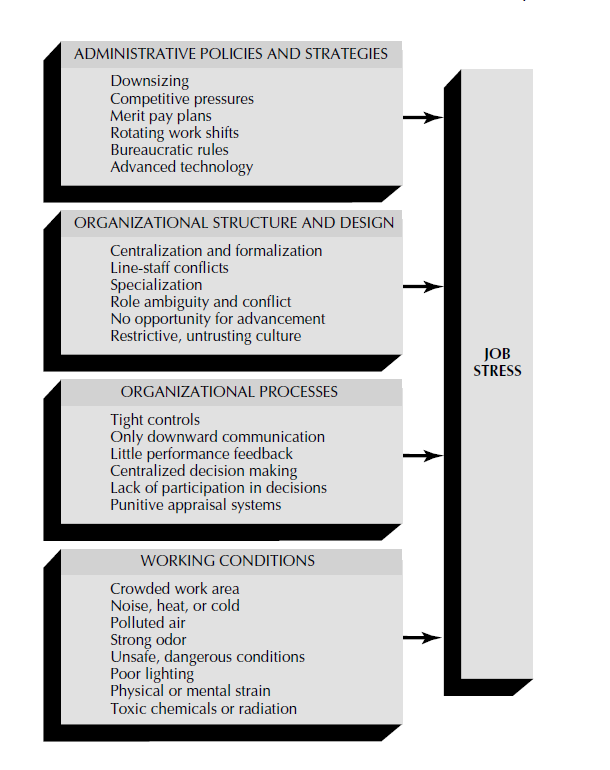 ADMINISTRATIVE POLICIES AND STRATEGIES
Downsizing
Competitive pressures
Merit pay plans
Rotating work shifts
Bureaucratic rules
Advanced technology
ORGANIZATIONAL STRUCTURE AND DESIGN
Centralization and formalization
Line-staff conflicts
Specialization
Role ambiguity and conflict
No opportunity for advancement
Restrictive, untrusting culture
ORGANIZATIONAL PROCESSES
Tight controls
Only downward communication
Little performance feedback
Centralized decision making
Lack of participation in decisions
Punitive appraisal systems
WORKING CONDITIONS
Crowded work area
Noise, heat, or cold
Polluted air
Strong odor
Unsafe, dangerous conditions
Poor lighting
Physical or mental strain
Toxic chemicals or radiation
JOB
STRESS